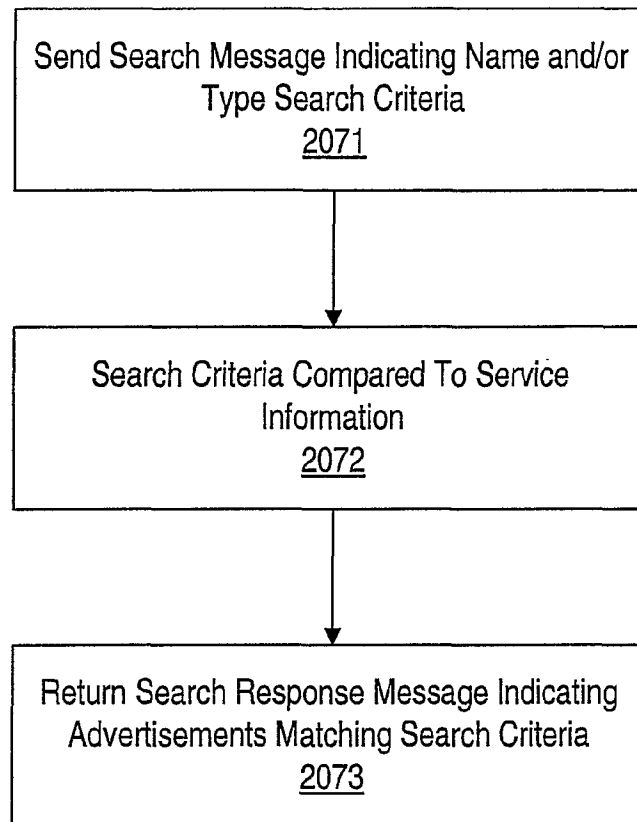 Send Search Message Indicating Name and/or
Type Search Criteria
2071
Search Criteria Compared To Service
Information
2072
Return Search Response Message Indicating
Advertisements Matching Search Criteria
2073